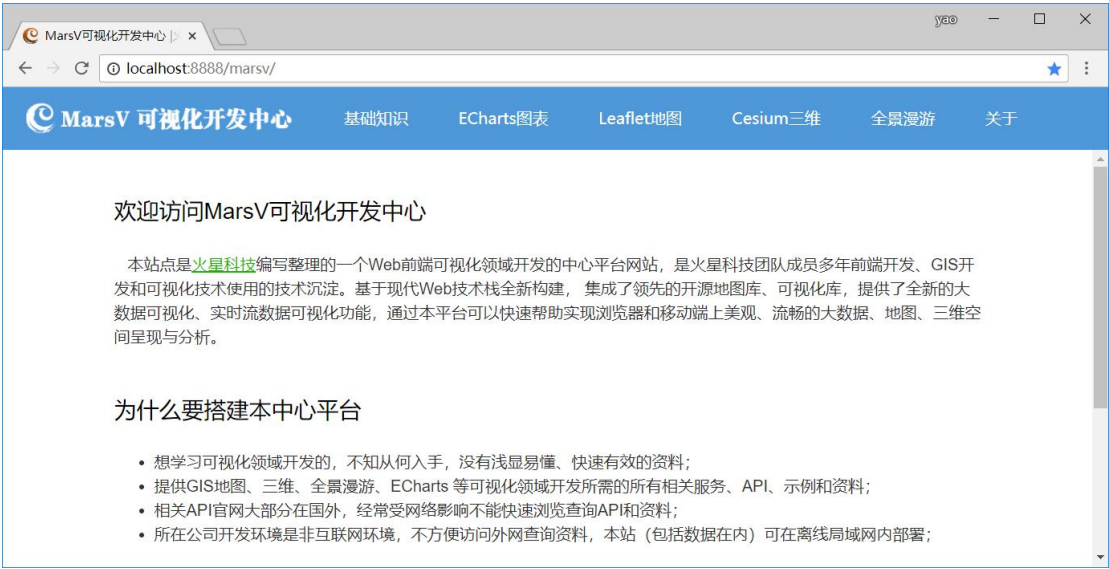 yao
MarsV可视化开发中心 |
localhost:8888/marsv/
MarsV 可视化开发中心 基础知识 ECharts图表 Leaflet地图 Cesium三维 全景漫游 关于
欢迎访问MarsV可视化开发中心
本站点是火星科技编写整理的一个Web前端可视化领域开发的中心平台网站，是火星科技团队成员多年前端开发、GIS开
发和可视化技术使用的技术沉淀。基于现代Web技术栈全新构建， 集成了领先的开源地图库、可视化库，提供了全新的大
数据可视化、实时流数据可视化功能，通过本平台可以快速帮助实现浏览器和移动端上美观、流畅的大数据、地图、三维空
间呈现与分析。
为什么要搭建本中心平台
• 想学习可视化领域开发的，不知从何入手，没有浅显易懂、快速有效的资料；
• 提供GIS地图、三维、全景漫游、ECharts 等可视化领域开发所需的所有相关服务、API、示例和资料；
• 相关API官网大部分在国外，经常受网络影响不能快速浏览查询API和资料；
• 所在公司开发环境是非互联网环境，不方便访问外网查询资料，本站（包括数据在内）可在离线局域网内部署；